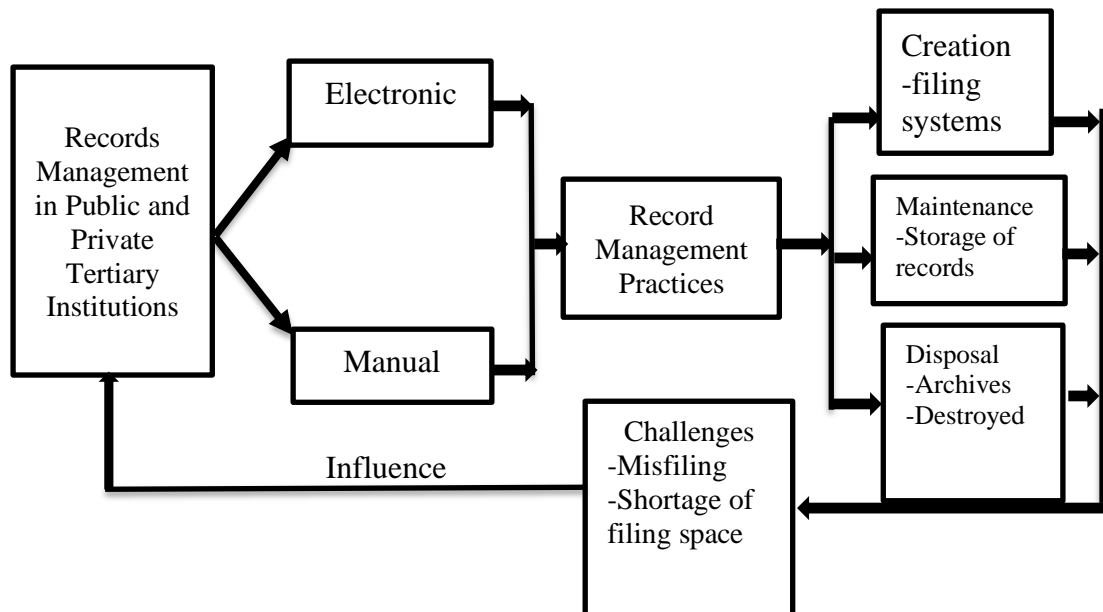 Records
Management
in Public and
Private
Tertiary
Institutions
Electronic
Manual
Record
Management
Practices
Creation
-filing
systems
Maintenance
-Storage of
records
Disposal
-Archives
-Destroyed
Challenges
-Misfiling
-Shortage of
filing space
Influence